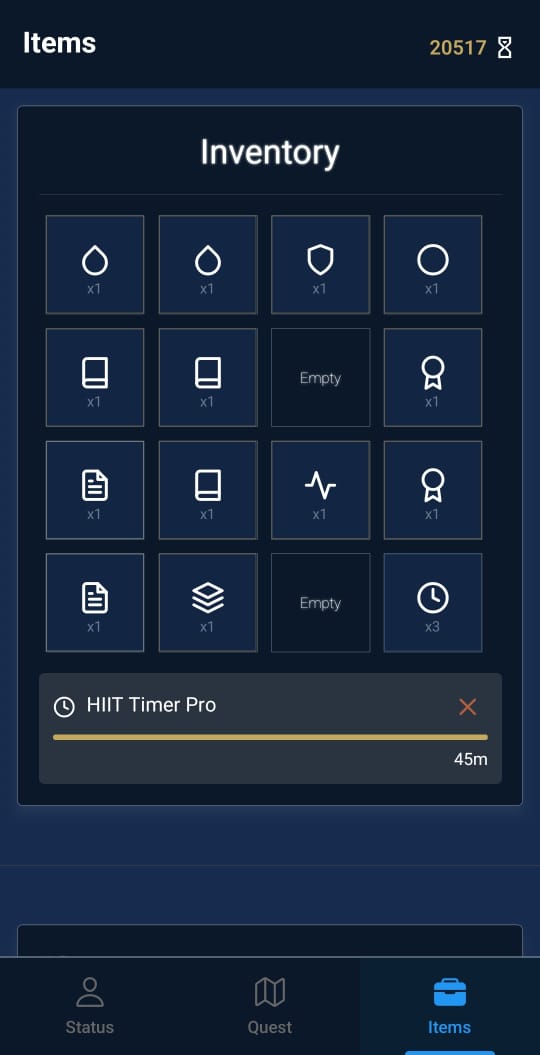 Items
20517
Inventory
x1 x1 x1 x1
x1 x1 Empty x1
x1 x1 x1 x1
x1 x1 Empty x3
HIIT Timer Pro
45m
Status Quest Items